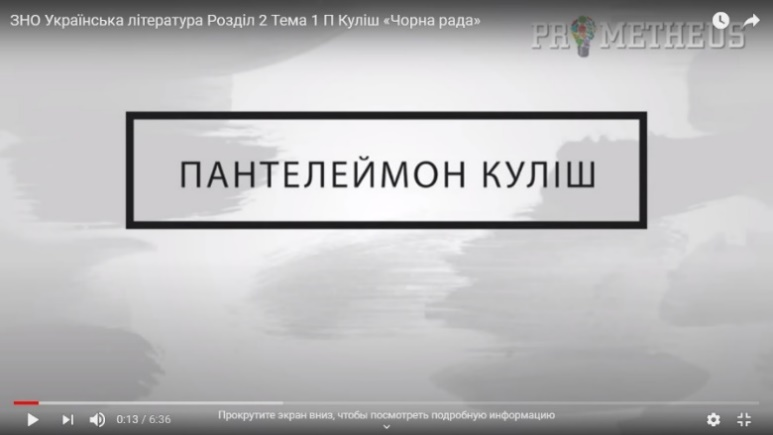 ЗНО Українська література Розділ 2 Тема 1 П Куліш «Чорна рада»
PROMETHEUS
ПАНТЕЛЕЙМОН КУЛІШ
0:13 / 6:36
Прокрутите экран вниз, чтобы посмотреть подробную информацию